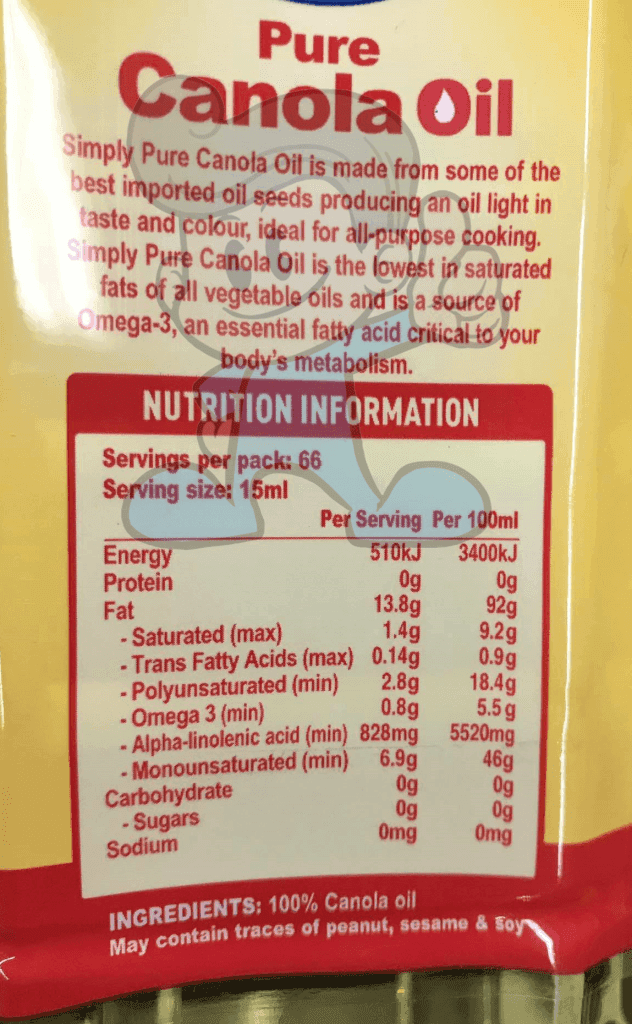 Pure
Canola Oil
Simply Pure Canola Oil is made from some of the
best imported oil seeds producing an oil light in
taste and colour, ideal for all-purpose cooking.
Simply Pure Canola Oil is the lowest in saturated
fats of all vegetable oils and is a source of
Omega-3, an essential fatty acid critical to your
body's metabolism.
NUTRITION INFORMATION
Servings per pack: 66
Serving size: 15ml
Per Serving Per 100ml
Energy 510kJ 3400kJ
Protein 0g 0g
Fat 13.8g 92g
- Saturated (max) 1.4g 9.2g
- Trans Fatty Acids (max) 0.14g 0.9g
- Polyunsaturated (min) 2.8g 18.4g
- Omega 3 (min) 0.8g 5.5g
- Alpha-linolenic acid (min) 828mg 5520mg
- Monounsaturated (min) 6.9g 46g
Carbohydrate 0g 0g
- Sugars 0g 0g
Sodium 0mg 0mg
INGREDIENTS: 100% Canola oil
May contain traces of peanut, sesame & Soy